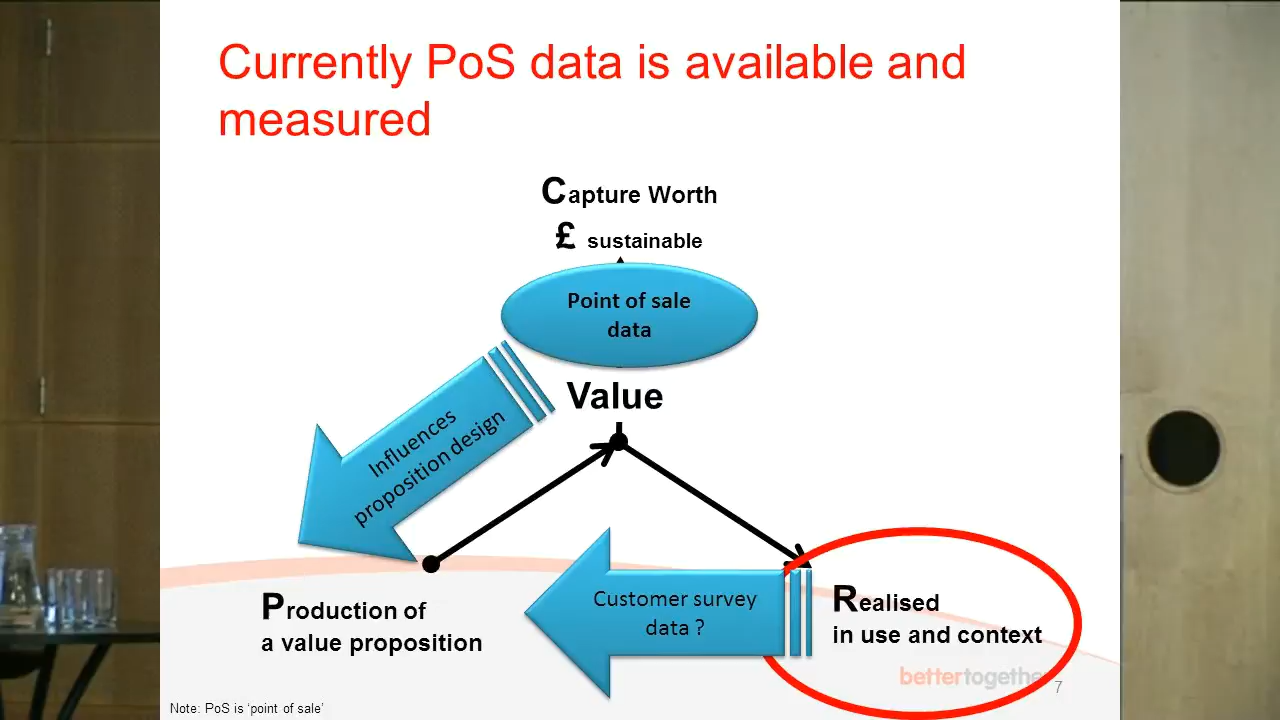 Currently PoS data is available and
measured
Capture Worth
£ sustainable
Point of sale
data
Value
Influences
proposition design
Production of
a value proposition
Customer survey
data ?
Realised
in use and context
bettertogether
7
Note: PoS is ‘point of sale’